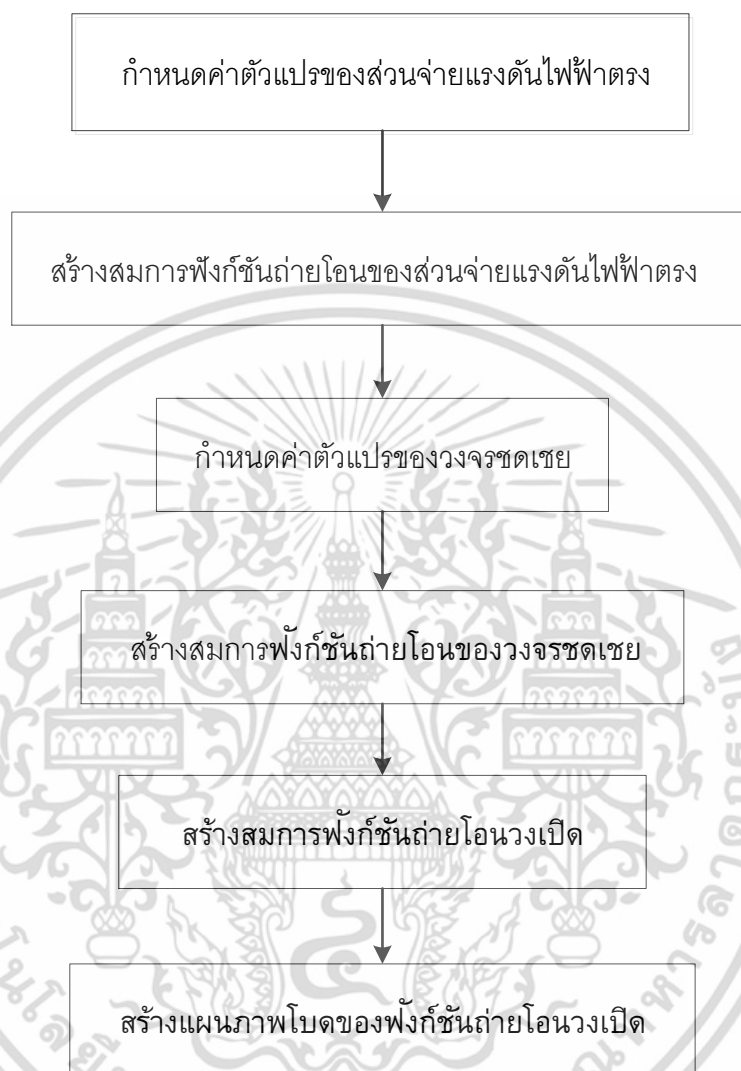 กำหนดค่าตัวแปรของส่วนจ่ายแรงดันไฟฟ้าตรง
สร้างสมการฟังก์ชันถ่ายโอนของส่วนจ่ายแรงดันไฟฟ้าตรง
กำหนดค่าตัวแปรของวงจรชดเชย
สร้างสมการฟังก์ชันถ่ายโอนของวงจรชดเชย
สร้างสมการฟังก์ชันถ่ายโอนวงเปิด
สร้างแผนภาพโบดของฟังก์ชันถ่ายโอนวงเปิด